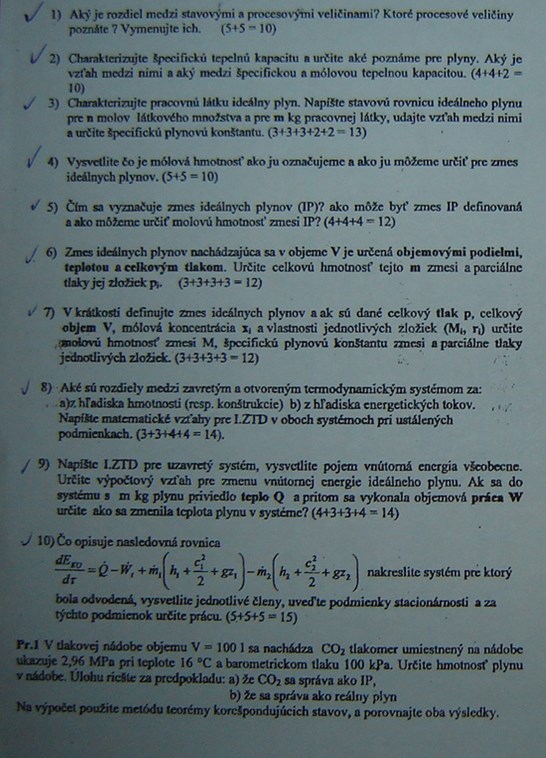 1) Aký je rozdiel medzi stavovými a procesovými veličinami? Ktoré procesové veličiny
poznáte ? Vymenujte ich. (5+5 = 10)
2) Charakterizujte špecifickú tepelnú kapacitu a určite aké poznáme pre plyny. Aký je
vzťah medzi nimi a aký medzi špecifickou a mólovou tepelnou kapacitou. (4+4+2 =
10)
3) Charakterizujte pracovnú látku ideálny plyn. Napíšte stavovú rovnicu ideálneho plynu
pre n molov látkového množstva a pre m kg pracovnej látky, udajte vzťah medzi nimi
a určite špecifickú plynovú konštantu. (3+3+3+2+2 = 13)
4) Vysvetlite čo je mólová hmotnosť ako ju označujeme a ako ju môžeme určiť pre zmes
ideálnych plynov. (5+5 = 10)
5) Čím sa vyznačuje zmes ideálnych plynov (IP)? ako môže byť zmes IP definovaná
a ako môžeme určiť molovú hmotnosť zmesi IP? (4+4+4 = 12)
6) Zmes ideálnych plynov nachádzajúca sa v objeme V je určená objemovými podielmi,
teplotou a celkovým tlakom. Určite celkovú hmotnosť tejto m zmesi a parciálne
tlaky jej zložiek pᵢ. (3+3+3+3 = 12)
7) V krátkosti definujte zmes ideálnych plynov a ak sú dané celkový tlak p, celkový
objem V, mólová koncentrácia xᵢ a vlastnosti jednotlivých zložiek (Mᵢ, rᵢ) určite
molovú hmotnosť zmesi M, špecifickú plynovú konštantu zmesi a parciálne tlaky
jednotlivých zložiek. (3+3+3+3 = 12)
8) Aké sú rozdiely medzi zavretým a otvoreným termodynamickým systémom za:
a)z hľadiska hmotnosti (resp. konštrukcie) b) z hľadiska energetických tokov.
Napíšte matematické vzťahy pre I.ZTD v oboch systémoch pri ustálených
podmienkach. (3+3+4+4 = 14).
9) Napíšte I.ZTD pre uzavretý systém, vysvetlite pojem vnútorná energia všeobecne.
Určite výpočtový vzťah pre zmenu vnútornej energie ideálneho plynu. Ak sa do
systému s m kg plynu priviedlo teplo Q a pritom sa vykonala objemová práca W
určite ako sa zmenila teplota plynu v systéme? (4+3+3+4 = 14)
10) Čo opisuje nasledovná rovnica
dE_KO/dτ = Q̇ − Ẇₜ + ṁ₁(h₁ + c₁²/2 + gz₁) − ṁ₂(h₂ + c₂²/2 + gz₂) nakreslite systém pre ktorý
bola odvodená, vysvetlite jednotlivé členy, uveďte podmienky stacionárnosti a za
týchto podmienok určite prácu. (5+5+5 = 15)
Pr.1 V tlakovej nádobe objemu V = 100 l sa nachádza CO₂ tlakomer umiestnený na nádobe
ukazuje 2,96 MPa pri teplote 16 °C a barometrickom tlaku 100 kPa. Určite hmotnosť plynu
v nádobe. Úlohu riešte za predpokladu: a) že CO₂ sa správa ako IP,
b) že sa správa ako reálny plyn
Na výpočet použite metódu teorémy korešpondujúcich stavov, a porovnajte oba výsledky.